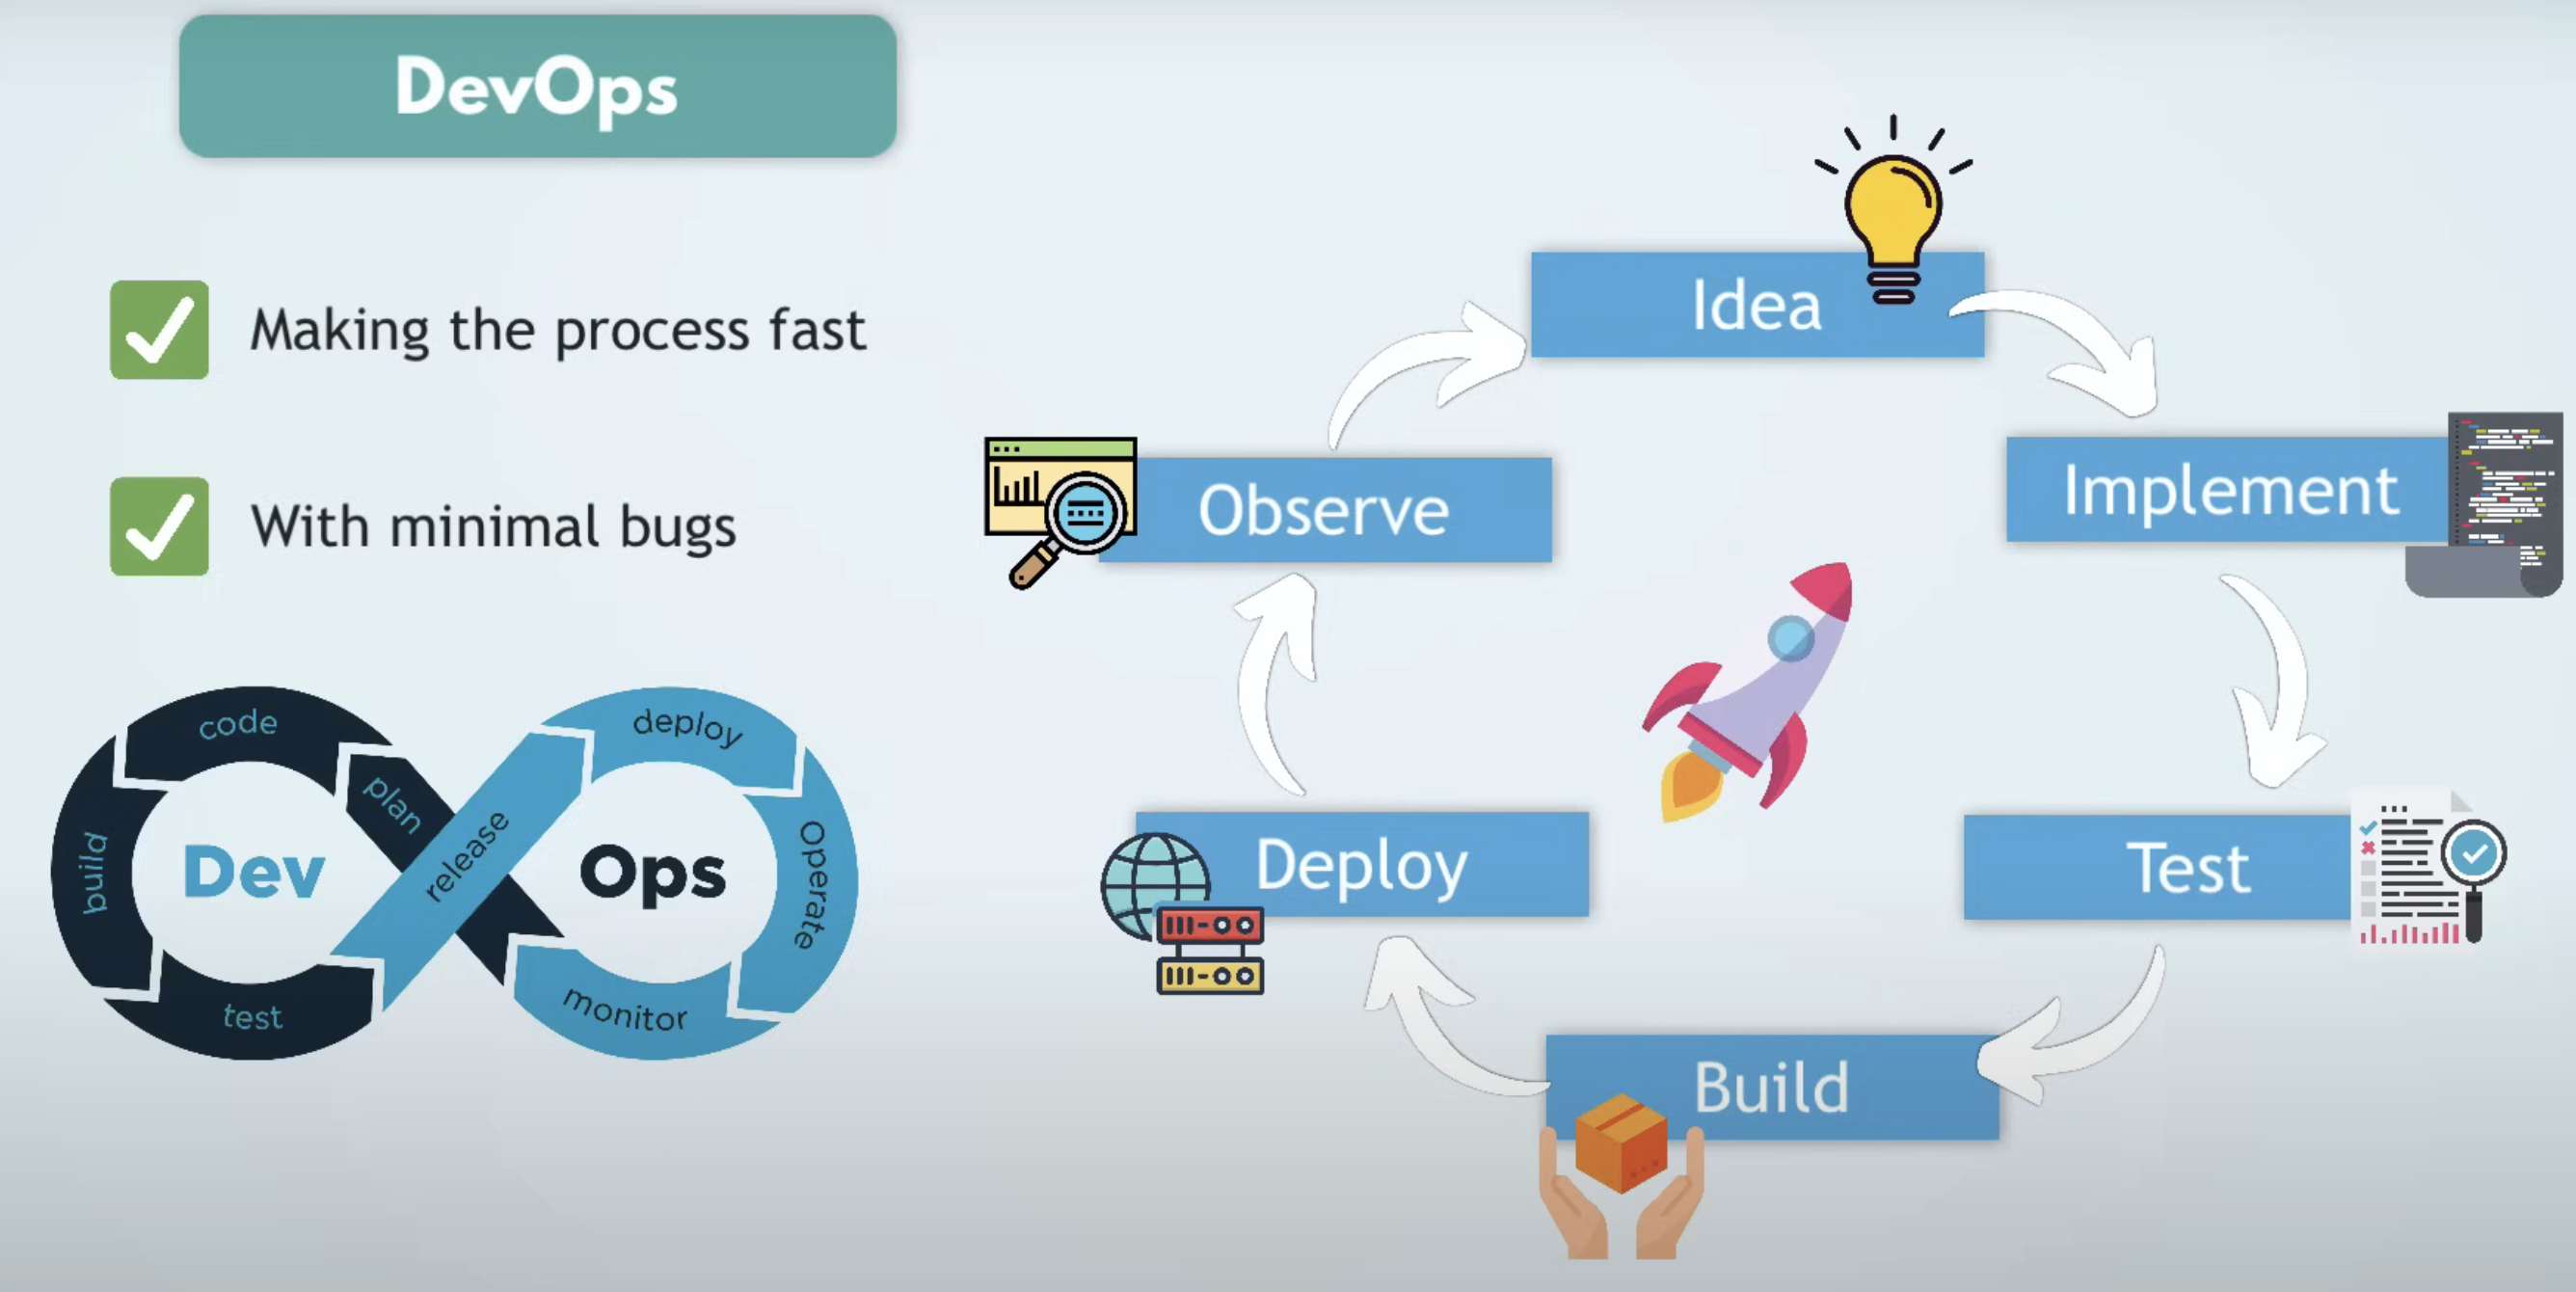 DevOps
Making the process fast
With minimal bugs
code
plan
build
Dev
test
release
deploy
Ops
Operate
monitor
Idea
Implement
Test
Build
Deploy
Observe